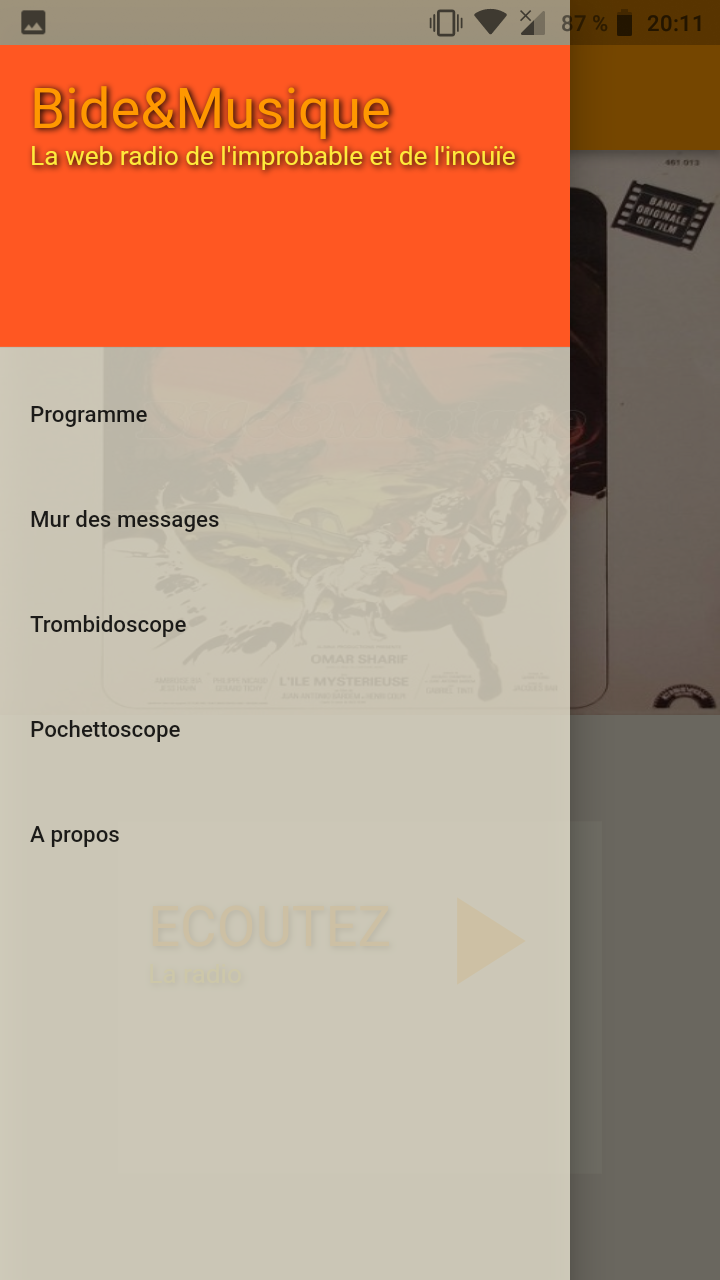 87 % 20:11
Bide&Musique
La web radio de l'improbable et de l'inouïe
461.013
BANDE
ORIGINALE
DU FILM
Programme
Mur des messages
Trombidoscope
OMAR SHARIF
L'ILE MYSTERIEUSE
Pochettoscope
A propos
ECOUTEZ
La radio